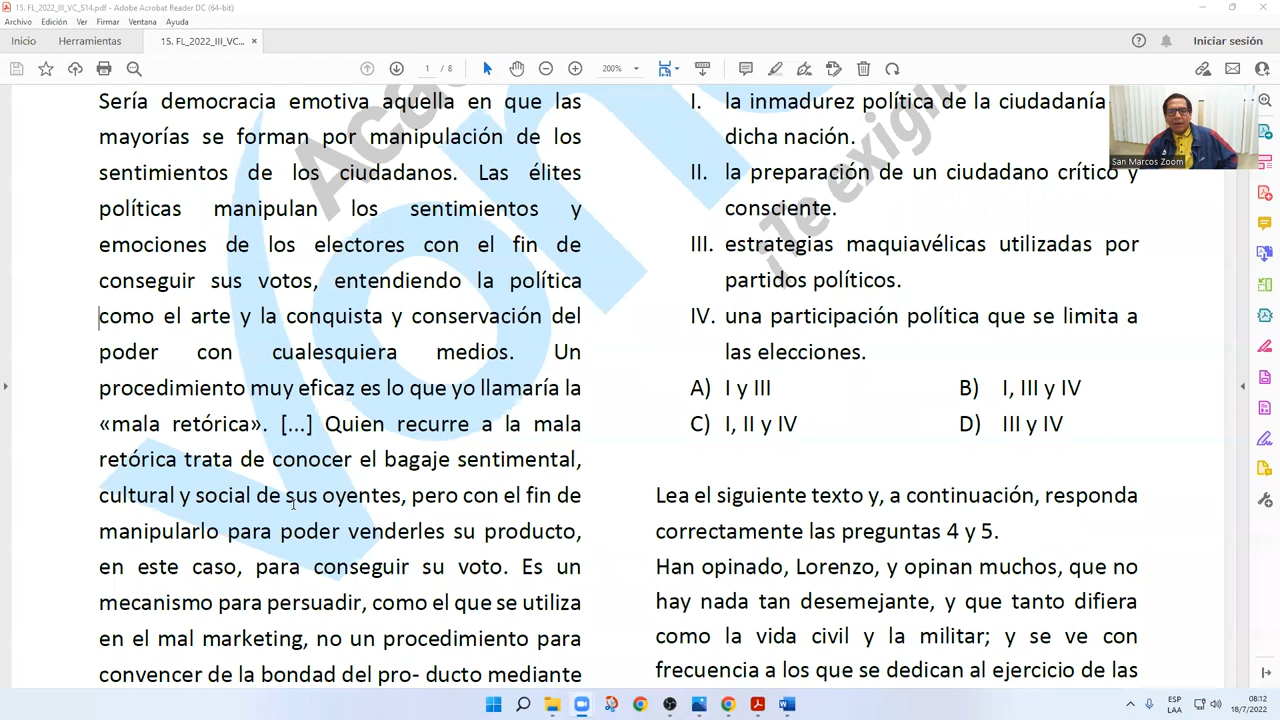 15. FL_2022_III_VC_S14.pdf - Adobe Acrobat Reader DC (64-bit)
Archivo Edición Ver Firmar Ventana Ayuda
Inicio Herramientas 15. FL_2022_III_VC... × Iniciar sesión
1 / 8 200%
Sería democracia emotiva aquella en que las
mayorías se forman por manipulación de los
sentimientos de los ciudadanos. Las élites
políticas manipulan los sentimientos y
emociones de los electores con el fin de
conseguir sus votos, entendiendo la política
como el arte y la conquista y conservación del
poder con cualesquiera medios. Un
procedimiento muy eficaz es lo que yo llamaría la
«mala retórica». [...] Quien recurre a la mala
retórica trata de conocer el bagaje sentimental,
cultural y social de sus oyentes, pero con el fin de
manipularlo para poder venderles su producto,
en este caso, para conseguir su voto. Es un
mecanismo para persuadir, como el que se utiliza
en el mal marketing, no un procedimiento para
convencer de la bondad del pro- ducto mediante
I. la inmadurez política de la ciudadanía
dicha nación.
II. la preparación de un ciudadano crítico y
consciente.
III. estrategias maquiavélicas utilizadas por
partidos políticos.
IV. una participación política que se limita a
las elecciones.
A) I y III B) I, III y IV
C) I, II y IV D) III y IV
Lea el siguiente texto y, a continuación, responda
correctamente las preguntas 4 y 5.
Han opinado, Lorenzo, y opinan muchos, que no
hay nada tan desemejante, y que tanto difiera
como la vida civil y la militar; y se ve con
frecuencia a los que se dedican al ejercicio de las
San Marcos Zoom
ESP
LAA
08:12
18/7/2022